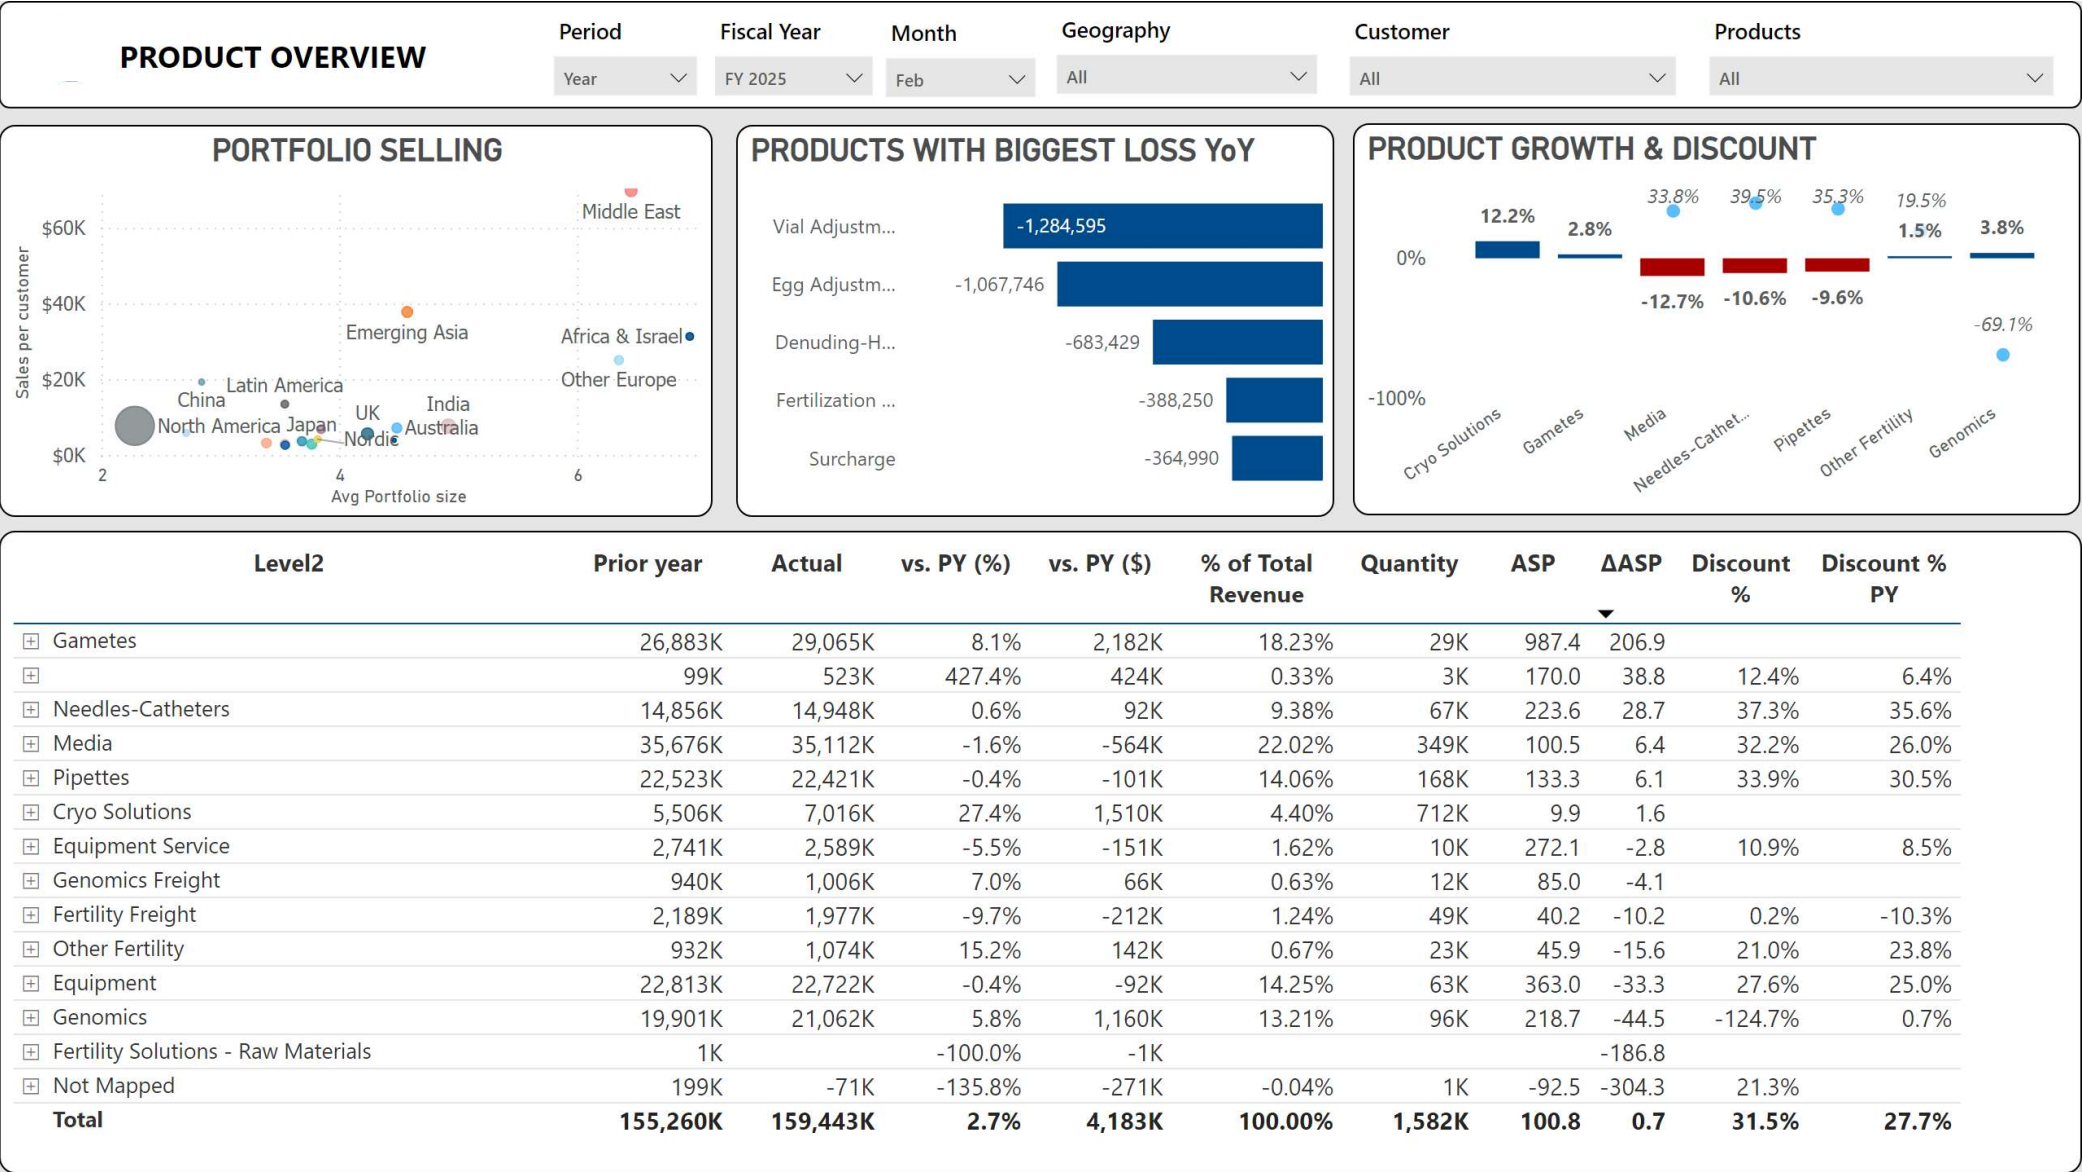 PRODUCT OVERVIEW
Period
Year
Fiscal Year
FY 2025
Month
Feb
Geography
All
Customer
All
Products
All
PORTFOLIO SELLING
Sales per customer
$60K
$40K
$20K
$0K
Middle East
Emerging Asia
Africa & Israel
Other Europe
Latin America
China
North America
Japan
UK
Nordic
India
Australia
2
4
6
Avg Portfolio size
PRODUCTS WITH BIGGEST LOSS YoY
Vial Adjustm... -1,284,595
Egg Adjustm... -1,067,746
Denuding-H... -683,429
Fertilization ... -388,250
Surcharge -364,990
PRODUCT GROWTH & DISCOUNT
33.8% 39.5% 35.3% 19.5%
12.2% 2.8% 1.5% 3.8%
0%
-12.7% -10.6% -9.6%
-69.1%
-100%
Cryo Solutions
Gametes
Media
Needles-Cathet...
Pipettes
Other Fertility
Genomics
Level2 Prior year Actual vs. PY (%) vs. PY ($) % of Total Revenue Quantity ASP ΔASP Discount % Discount % PY
Gametes 26,883K 29,065K 8.1% 2,182K 18.23% 29K 987.4 206.9
99K 523K 427.4% 424K 0.33% 3K 170.0 38.8 12.4% 6.4%
Needles-Catheters 14,856K 14,948K 0.6% 92K 9.38% 67K 223.6 28.7 37.3% 35.6%
Media 35,676K 35,112K -1.6% -564K 22.02% 349K 100.5 6.4 32.2% 26.0%
Pipettes 22,523K 22,421K -0.4% -101K 14.06% 168K 133.3 6.1 33.9% 30.5%
Cryo Solutions 5,506K 7,016K 27.4% 1,510K 4.40% 712K 9.9 1.6
Equipment Service 2,741K 2,589K -5.5% -151K 1.62% 10K 272.1 -2.8 10.9% 8.5%
Genomics Freight 940K 1,006K 7.0% 66K 0.63% 12K 85.0 -4.1
Fertility Freight 2,189K 1,977K -9.7% -212K 1.24% 49K 40.2 -10.2 0.2% -10.3%
Other Fertility 932K 1,074K 15.2% 142K 0.67% 23K 45.9 -15.6 21.0% 23.8%
Equipment 22,813K 22,722K -0.4% -92K 14.25% 63K 363.0 -33.3 27.6% 25.0%
Genomics 19,901K 21,062K 5.8% 1,160K 13.21% 96K 218.7 -44.5 -124.7% 0.7%
Fertility Solutions - Raw Materials 1K -100.0% -1K -186.8
Not Mapped 199K -71K -135.8% -271K -0.04% 1K -92.5 -304.3 21.3%
Total 155,260K 159,443K 2.7% 4,183K 100.00% 1,582K 100.8 0.7 31.5% 27.7%